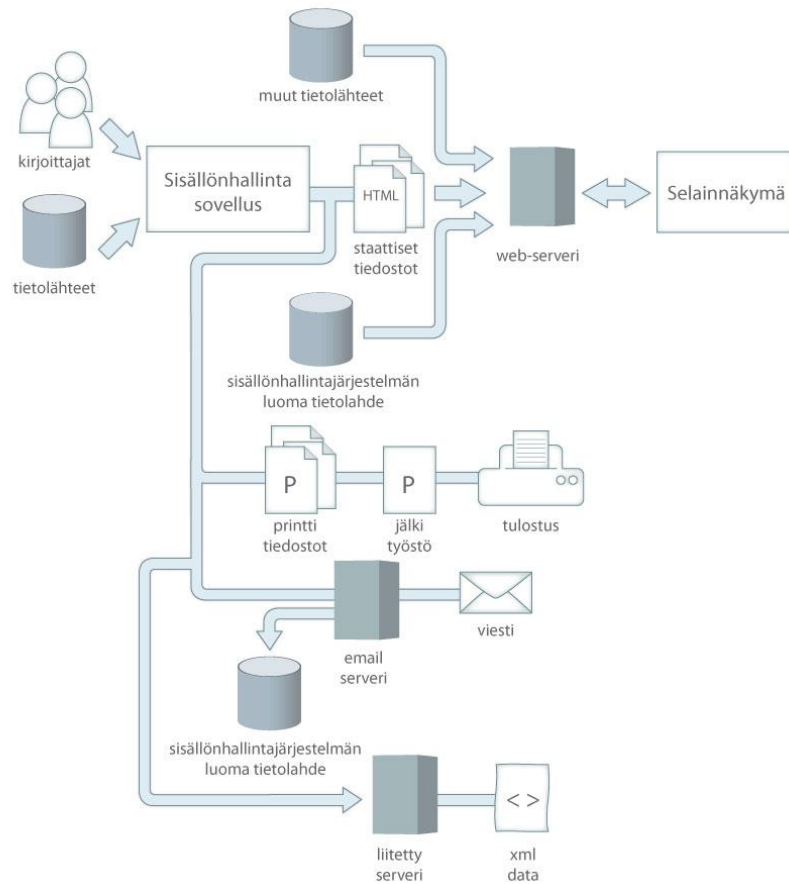 muut tietolähteet
kirjoittajat
Sisällönhallinta
sovellus
HTML
staattiset
tiedostot
web-serveri
Selainnäkymä
tietolähteet
sisällönhallintajärjestelmän
luoma tietolahde
P
printti
tiedostot
P
jälki
työstö
tulostus
email
serveri
viesti
sisällönhallintajärjestelmän
luoma tietolahde
liitetty
serveri
< >
xml
data